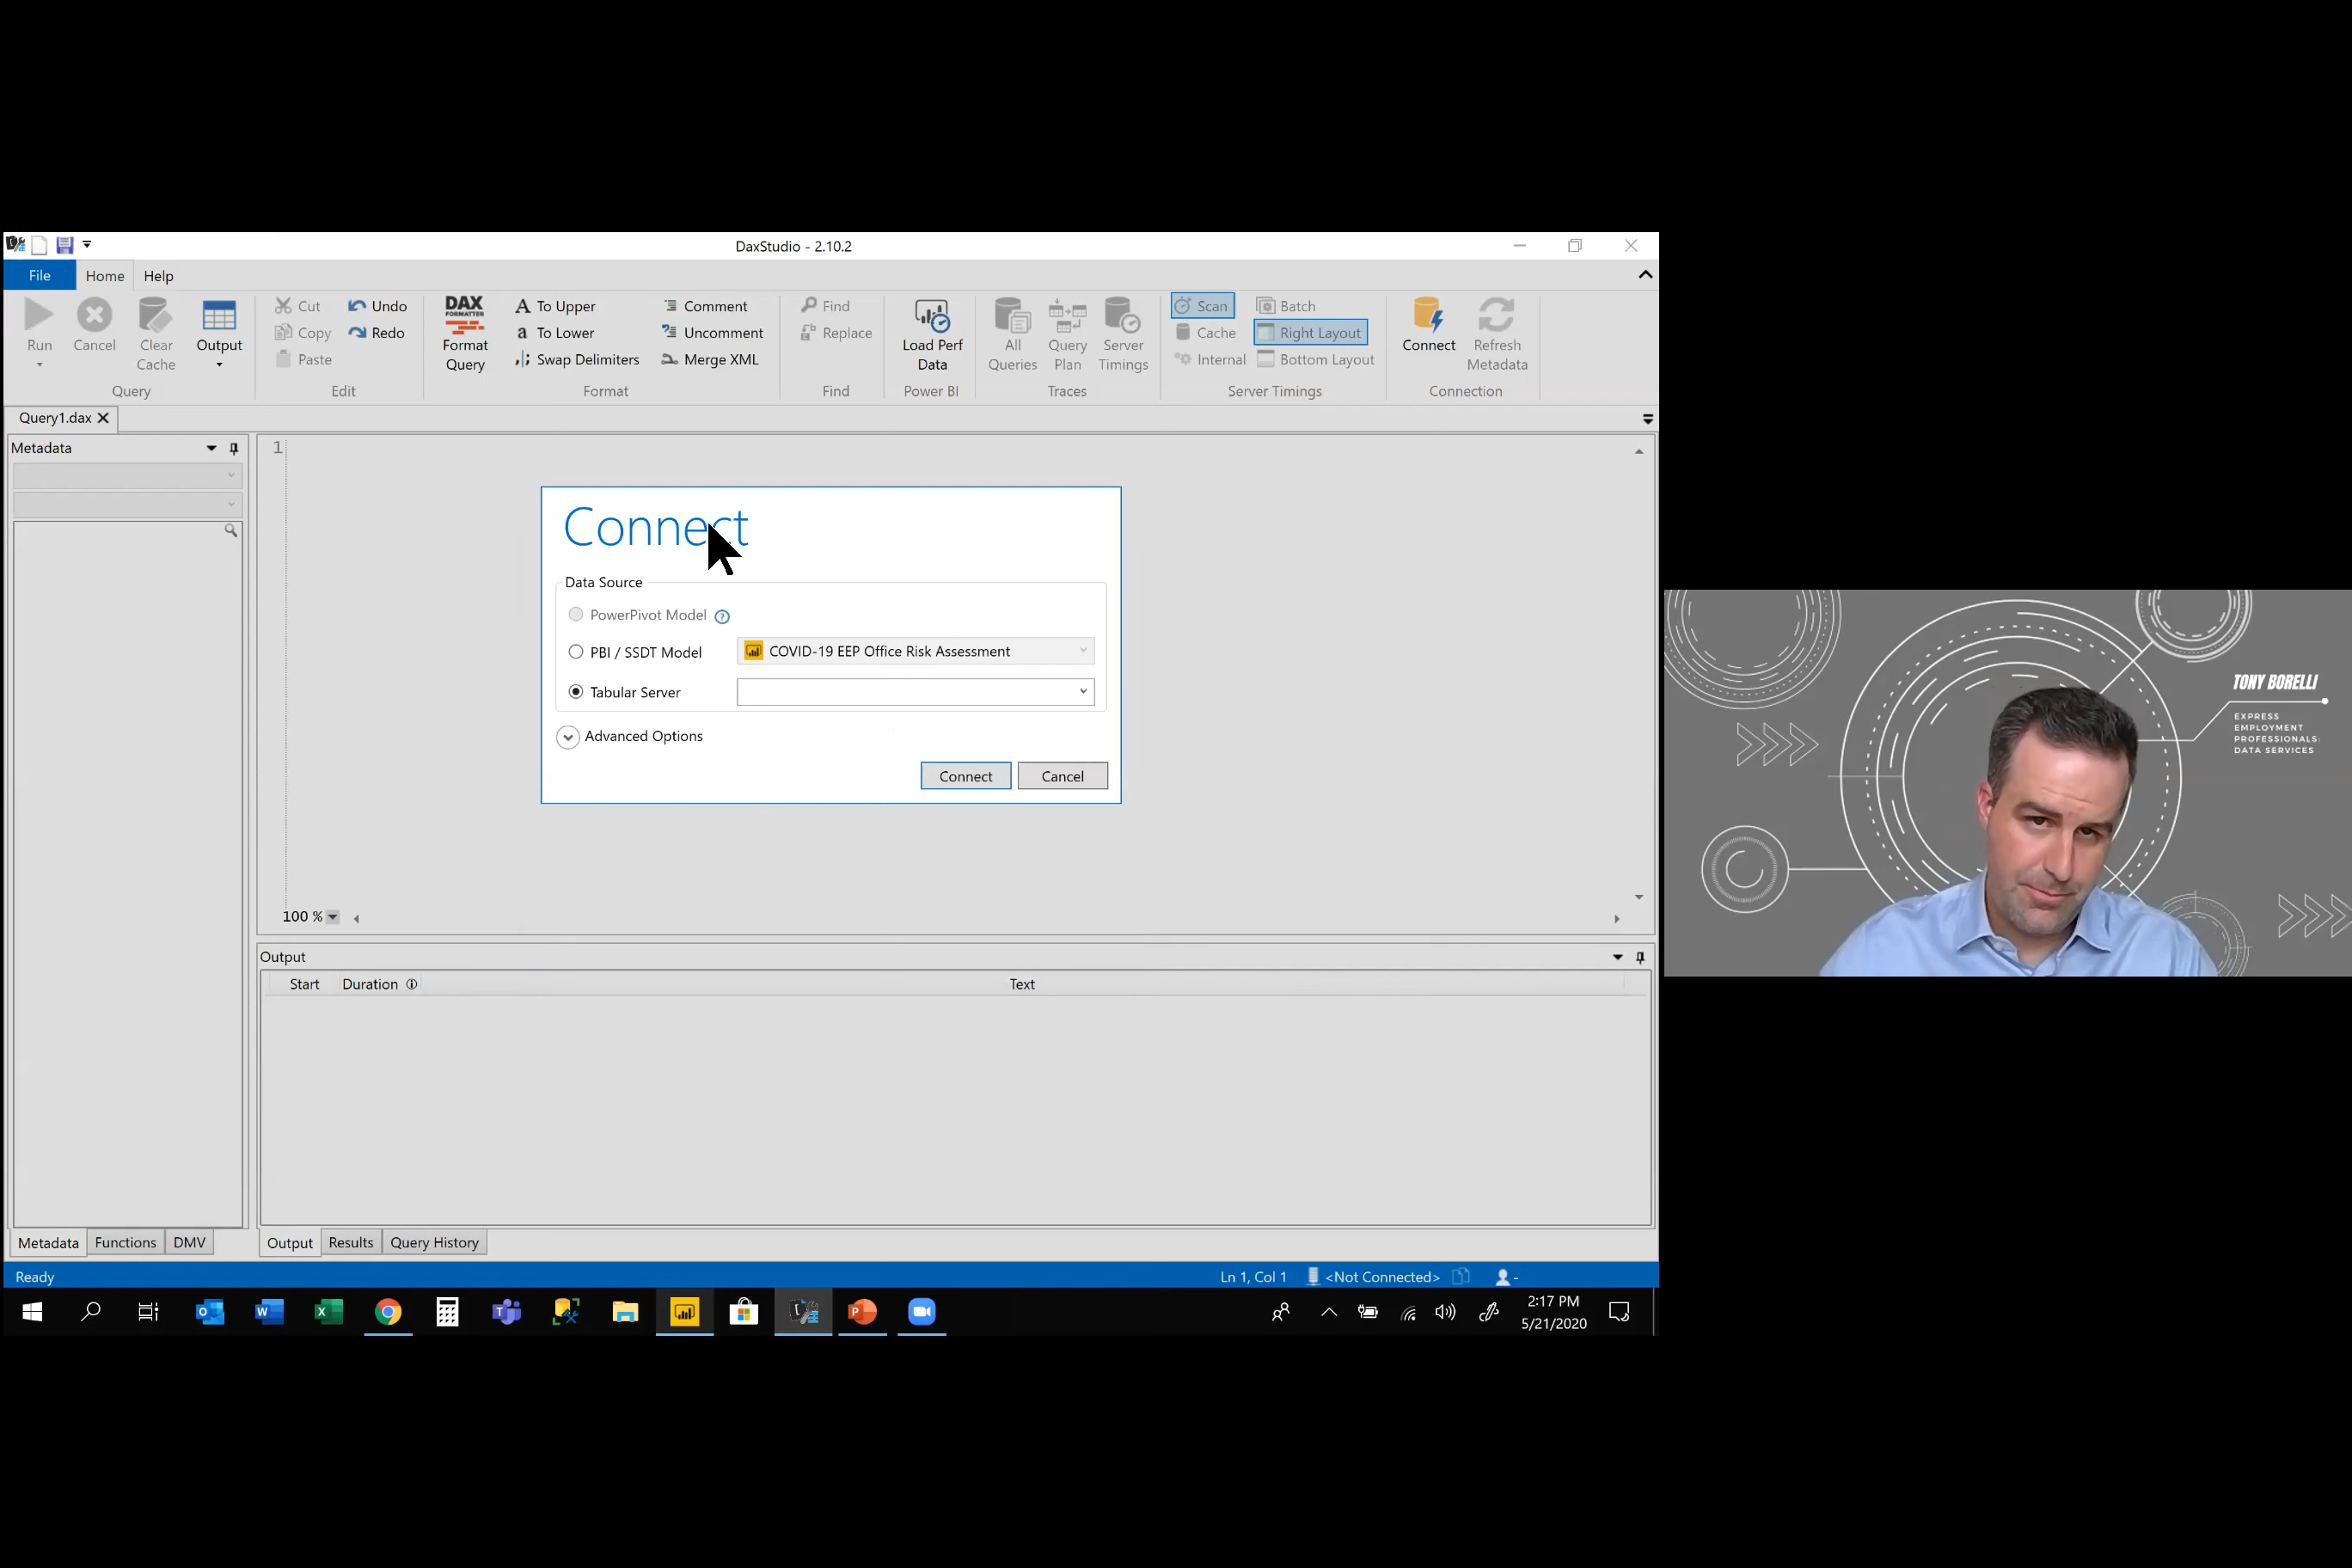 DaxStudio - 2.10.2
File Home Help
Run
Cancel
Clear
Cache
Output
Query
Cut
Copy
Paste
Undo
Redo
Edit
DAX
FORMATTER
Format
Query
To Upper
To Lower
Swap Delimiters
Comment
Uncomment
Merge XML
Format
Find
Replace
Find
Load Perf
Data
Power BI
All
Queries
Query
Plan
Server
Timings
Traces
Scan
Cache
Internal
Batch
Right Layout
Bottom Layout
Server Timings
Connect
Refresh
Metadata
Connection
Query1.dax
Metadata
1
Connect
Data Source
PowerPivot Model
PBI / SSDT Model COVID-19 EEP Office Risk Assessment
Tabular Server
Advanced Options
Connect Cancel
100 %
Output
Start Duration Text
Metadata Functions DMV
Output Results Query History
Ready
Ln 1, Col 1 <Not Connected> -
2:17 PM
5/21/2020
TONY BORELLI
EXPRESS
EMPLOYMENT
PROFESSIONALS:
DATA SERVICES